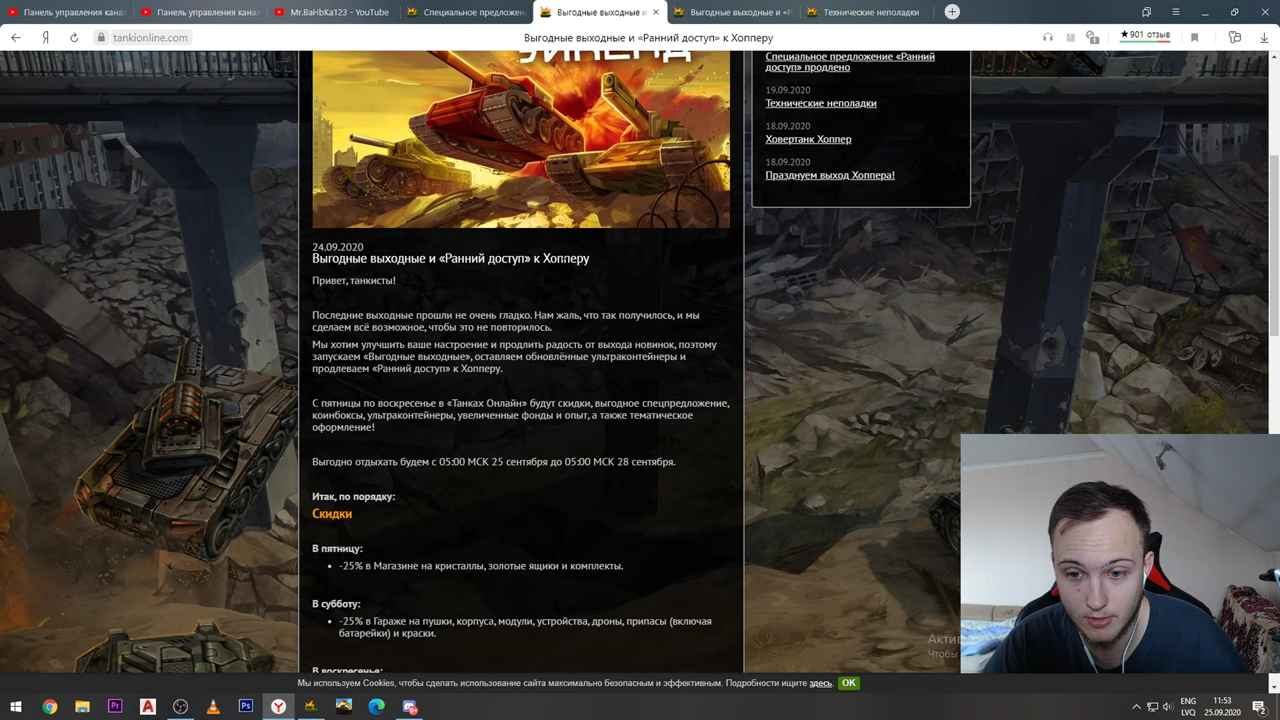 Панель управления канал
Панель управления канал
Mr.BaHbKa123 - YouTube
Специальное предложен
Выгодные выходные и
Выгодные выходные и «Р
Технические неполадки
tankionline.com
Выгодные выходные и «Ранний доступ» к Хопперу
★901 отзыв
УИКЕНД
24.09.2020
Выгодные выходные и «Ранний доступ» к Хопперу
Привет, танкисты!
Последние выходные прошли не очень гладко. Нам жаль, что так получилось, и мы
сделаем всё возможное, чтобы это не повторилось.
Мы хотим улучшить ваше настроение и продлить радость от выхода новинок, поэтому
запускаем «Выгодные выходные», оставляем обновлённые ультраконтейнеры и
продлеваем «Ранний доступ» к Хопперу.
С пятницы по воскресенье в «Танках Онлайн» будут скидки, выгодное спецпредложение,
коинбоксы, ультраконтейнеры, увеличенные фонды и опыт, а также тематическое
оформление!
Выгодно отдыхать будем с 05:00 МСК 25 сентября до 05:00 МСК 28 сентября.
Итак, по порядку:
Скидки
В пятницу:
• -25% в Магазине на кристаллы, золотые ящики и комплекты.
В субботу:
• -25% в Гараже на пушки, корпуса, модули, устройства, дроны, припасы (включая
батарейки) и краски.
В воскресенье:
Специальное предложение «Ранний
доступ» продлено
19.09.2020
Технические неполадки
18.09.2020
Ховертанк Хоппер
18.09.2020
Празднуем выход Хоппера!
Акти
Чтобы
Мы используем Cookies, чтобы сделать использование сайта максимально безопасным и эффективным. Подробности ищите здесь OK
ENG
LVQ
11:53
25.09.2020
2